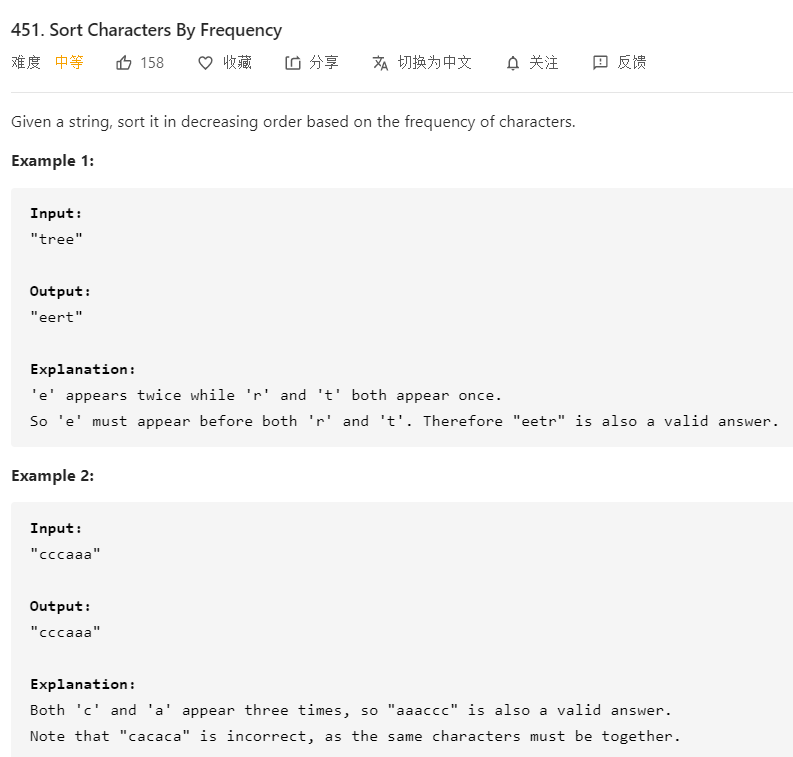 451. Sort Characters By Frequency
难度 中等 158 收藏 分享 切换为中文 关注 反馈
Given a string, sort it in decreasing order based on the frequency of characters.
Example 1:
Input:
"tree"
Output:
"eert"
Explanation:
'e' appears twice while 'r' and 't' both appear once.
So 'e' must appear before both 'r' and 't'. Therefore "eetr" is also a valid answer.
Example 2:
Input:
"cccaaa"
Output:
"cccaaa"
Explanation:
Both 'c' and 'a' appear three times, so "aaaccc" is also a valid answer.
Note that "cacaca" is incorrect, as the same characters must be together.